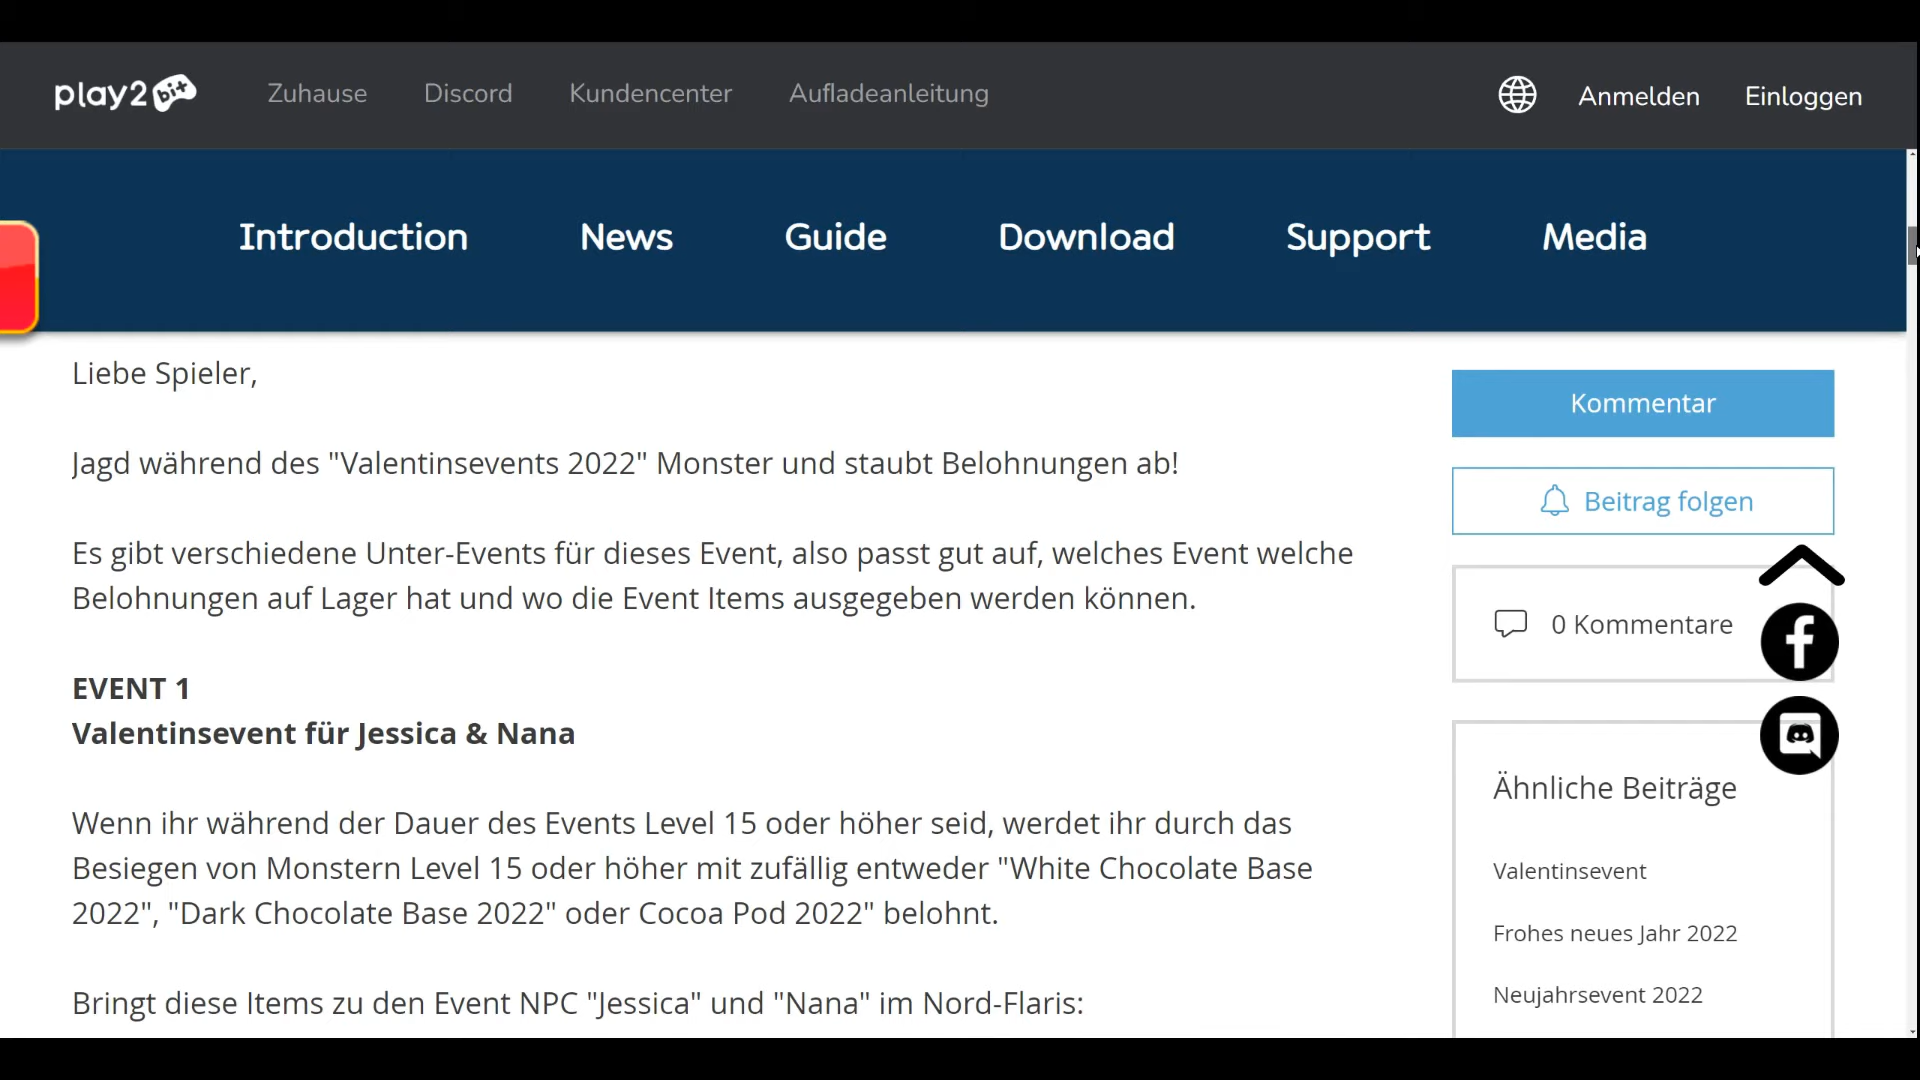 play2bit
Zuhause
Discord
Kundencenter
Aufladeanleitung
Anmelden
Einloggen
Introduction
News
Guide
Download
Support
Media
Liebe Spieler,
Jagd während des "Valentinsevents 2022" Monster und staubt Belohnungen ab!
Es gibt verschiedene Unter-Events für dieses Event, also passt gut auf, welches Event welche
Belohnungen auf Lager hat und wo die Event Items ausgegeben werden können.
EVENT 1
Valentinsevent für Jessica & Nana
Wenn ihr während der Dauer des Events Level 15 oder höher seid, werdet ihr durch das
Besiegen von Monstern Level 15 oder höher mit zufällig entweder "White Chocolate Base
2022", "Dark Chocolate Base 2022" oder Cocoa Pod 2022" belohnt.
Bringt diese Items zu den Event NPC "Jessica" und "Nana" im Nord-Flaris:
Kommentar
Beitrag folgen
0 Kommentare
Ähnliche Beiträge
Valentinsevent
Frohes neues Jahr 2022
Neujahrsevent 2022